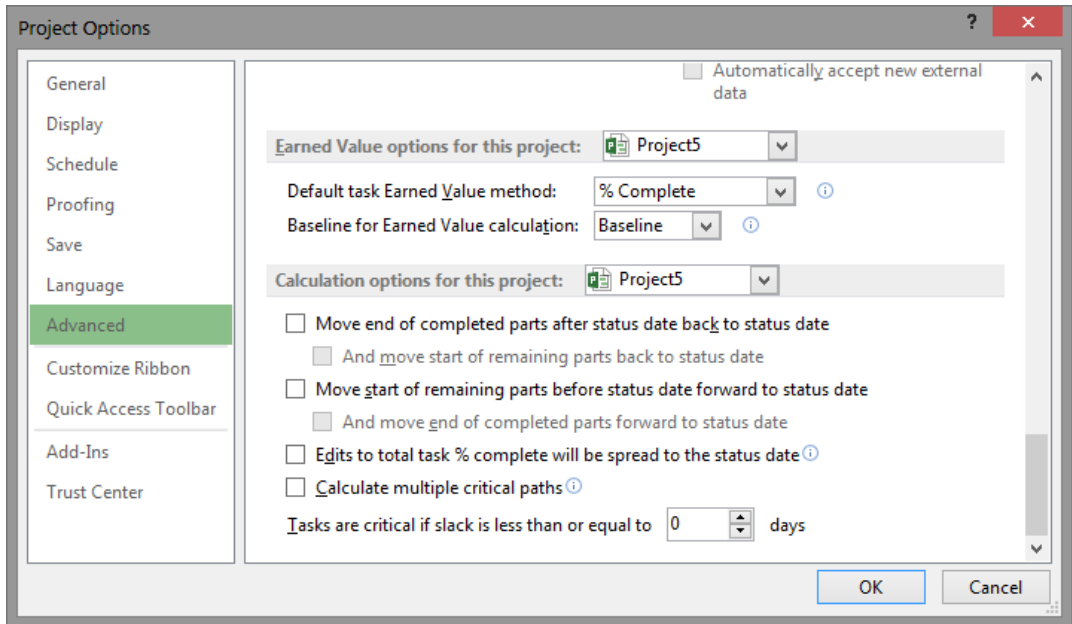 Project Options
?
General
Display
Schedule
Proofing
Save
Language
Advanced
Customize Ribbon
Quick Access Toolbar
Add-Ins
Trust Center
Automatically accept new external
data
Earned Value options for this project: Project5
Default task Earned Value method: % Complete
Baseline for Earned Value calculation: Baseline
Calculation options for this project: Project5
Move end of completed parts after status date back to status date
And move start of remaining parts back to status date
Move start of remaining parts before status date forward to status date
And move end of completed parts forward to status date
Edits to total task % complete will be spread to the status date
Calculate multiple critical paths
Tasks are critical if slack is less than or equal to 0 days
OK Cancel